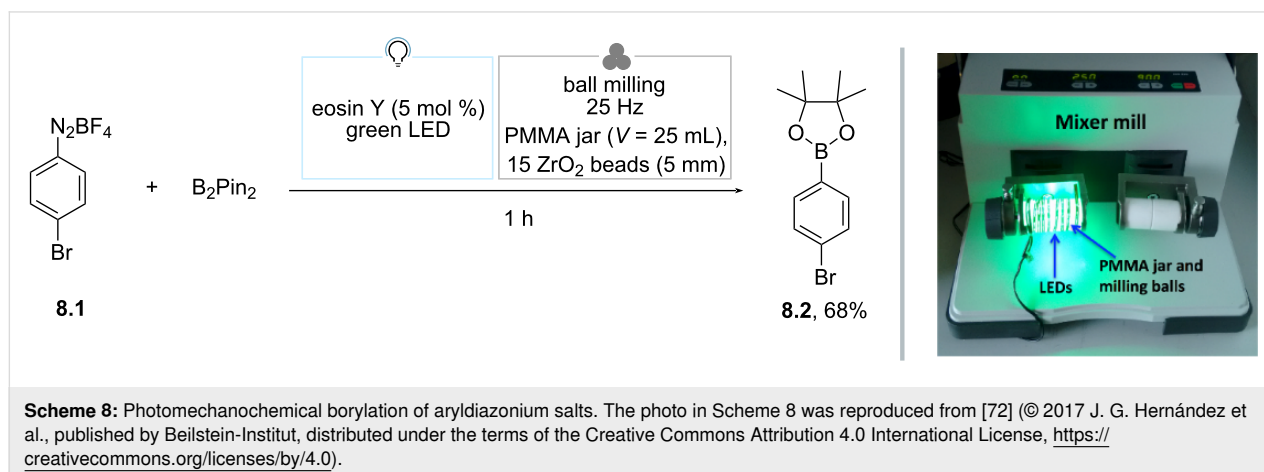 N₂BF₄
Br
8.1
+
B₂Pin₂
eosin Y (5 mol %)
green LED
ball milling
25 Hz
PMMA jar (V = 25 mL),
15 ZrO₂ beads (5 mm)
1 h
O
O
B
Br
8.2, 68%
250
900
Mixer mill
LEDs
PMMA jar and
milling balls
Scheme 8: Photomechanochemical borylation of aryldiazonium salts. The photo in Scheme 8 was reproduced from [72] (© 2017 J. G. Hernández et
al., published by Beilstein-Institut, distributed under the terms of the Creative Commons Attribution 4.0 International License, https://
creativecommons.org/licenses/by/4.0).